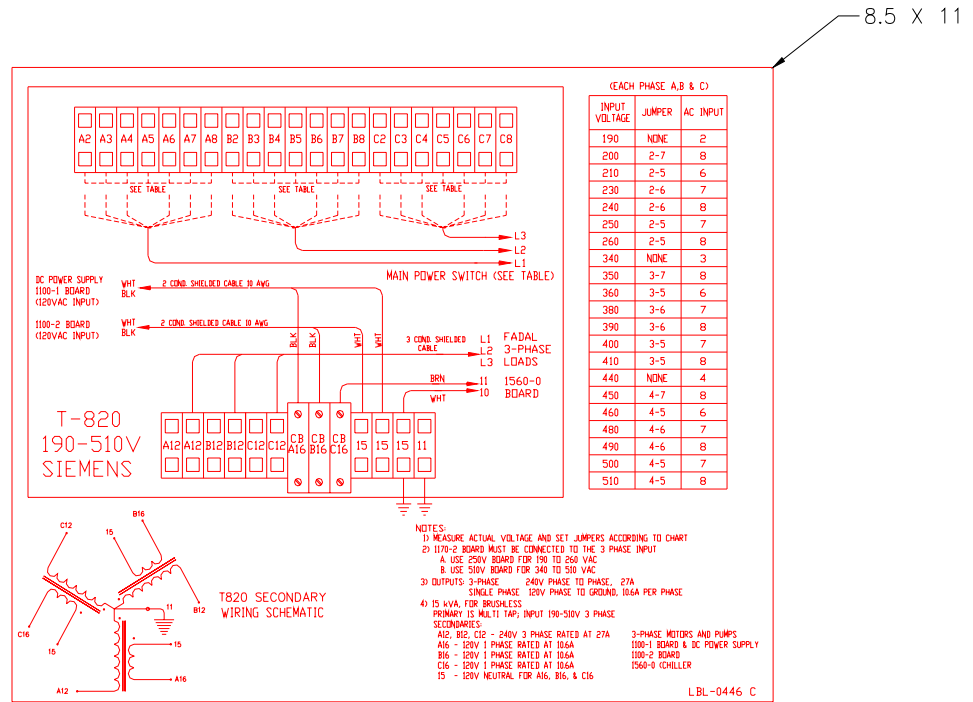 8.5 X 11
(EACH PHASE A,B & C)
INPUT VOLTAGE JUMPER AC INPUT
190 NONE 2
200 2-7 8
210 2-5 6
230 2-6 7
240 2-6 8
250 2-5 7
260 2-5 8
340 NONE 3
350 3-7 8
360 3-5 6
380 3-6 7
390 3-6 8
400 3-5 7
410 3-5 8
440 NONE 4
450 4-7 8
460 4-5 6
480 4-6 7
490 4-6 8
500 4-5 7
510 4-5 8
A2 A3 A4 A5 A6 A7 A8 B2 B3 B4 B5 B6 B7 B8 C2 C3 C4 C5 C6 C7 C8
SEE TABLE SEE TABLE SEE TABLE
L3
L2
L1
MAIN POWER SWITCH (SEE TABLE)
DC POWER SUPPLY
1100-1 BOARD
(120VAC INPUT)
WHT
BLK
2 COND. SHIELDED CABLE 10 AWG
1100-2 BOARD
(120VAC INPUT)
WHT
BLK
2 COND. SHIELDED CABLE 10 AWG
BLK
BLK
WHT
WHT
3 COND. SHIELDED
CABLE
L1 FADAL
L2 3-PHASE
L3 LOADS
BRN
WHT
11 1560-0
10 BOARD
T-820
190-510V
SIEMENS
A12 A12 B12 B12 C12 C12 CB A16 CB B16 CB C16 15 15 15 11
C12
B16
15
11
B12
C16
15
15
A12
A16
T820 SECONDARY
WIRING SCHEMATIC
NOTES:
1) MEASURE ACTUAL VOLTAGE AND SET JUMPERS ACCORDING TO CHART
2) 1170-2 BOARD MUST BE CONNECTED TO THE 3 PHASE INPUT
A. USE 250V BOARD FOR 190 TO 260 VAC
B. USE 510V BOARD FOR 340 TO 510 VAC
3) OUTPUTS: 3-PHASE 240V PHASE TO PHASE, 27A
SINGLE PHASE 120V PHASE TO GROUND, 10.6A PER PHASE
4) 15 kVA, FOR BRUSHLESS
PRIMARY IS MULTI TAP; INPUT 190-510V 3 PHASE
SECONDARIES:
A12, B12, C12 - 240V 3 PHASE RATED AT 27A 3-PHASE MOTORS AND PUMPS
A16 - 120V 1 PHASE RATED AT 10.6A 1100-1 BOARD & DC POWER SUPPLY
B16 - 120V 1 PHASE RATED AT 10.6A 1100-2 BOARD
C16 - 120V 1 PHASE RATED AT 10.6A 1560-0 (CHILLER
15 - 120V NEUTRAL FOR A16, B16, & C16
LBL-0446 C